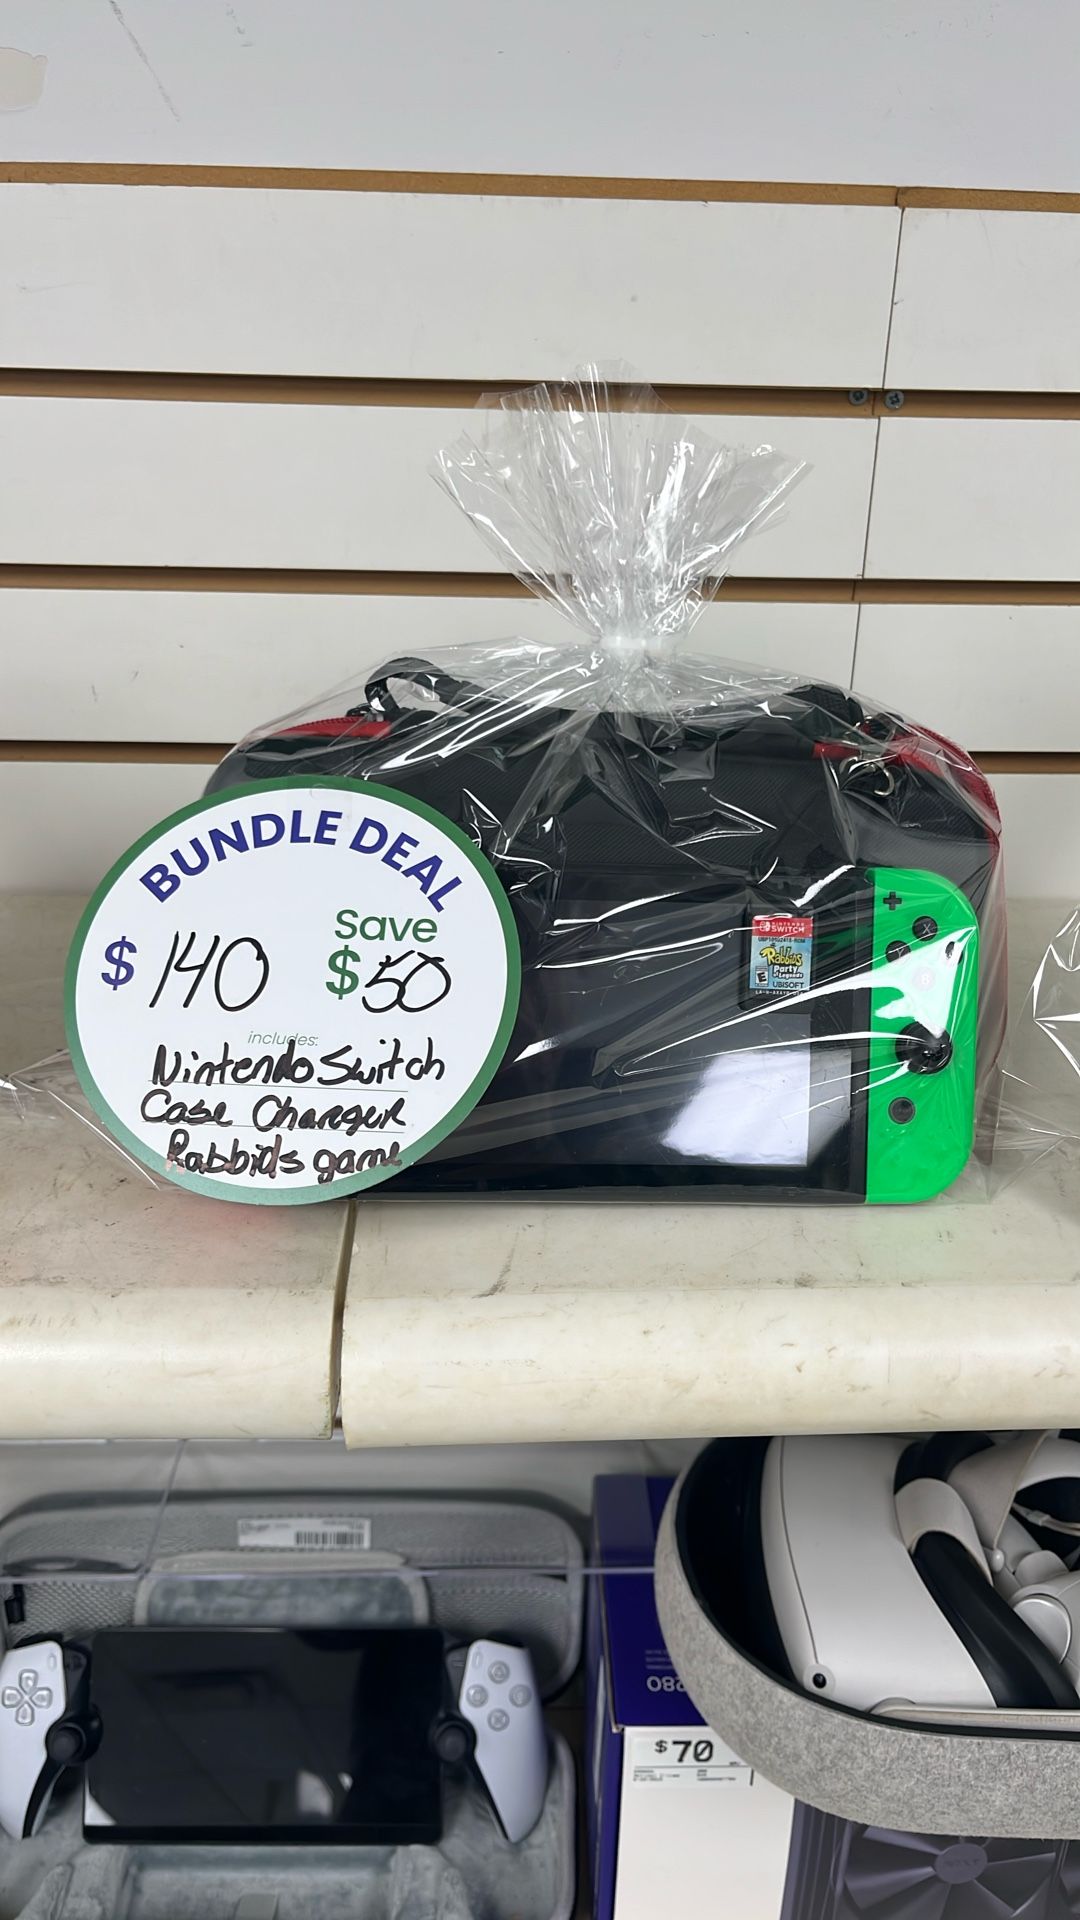 BUNDLE DEAL
$ 140
Save
$50
includes:
Nintendo Switch
Case Charger
Rabbids game
+
X
Y
B
NINTENDO
SWITCH
Rabbids
Party
of Legends
E
UBISOFT
280
$70